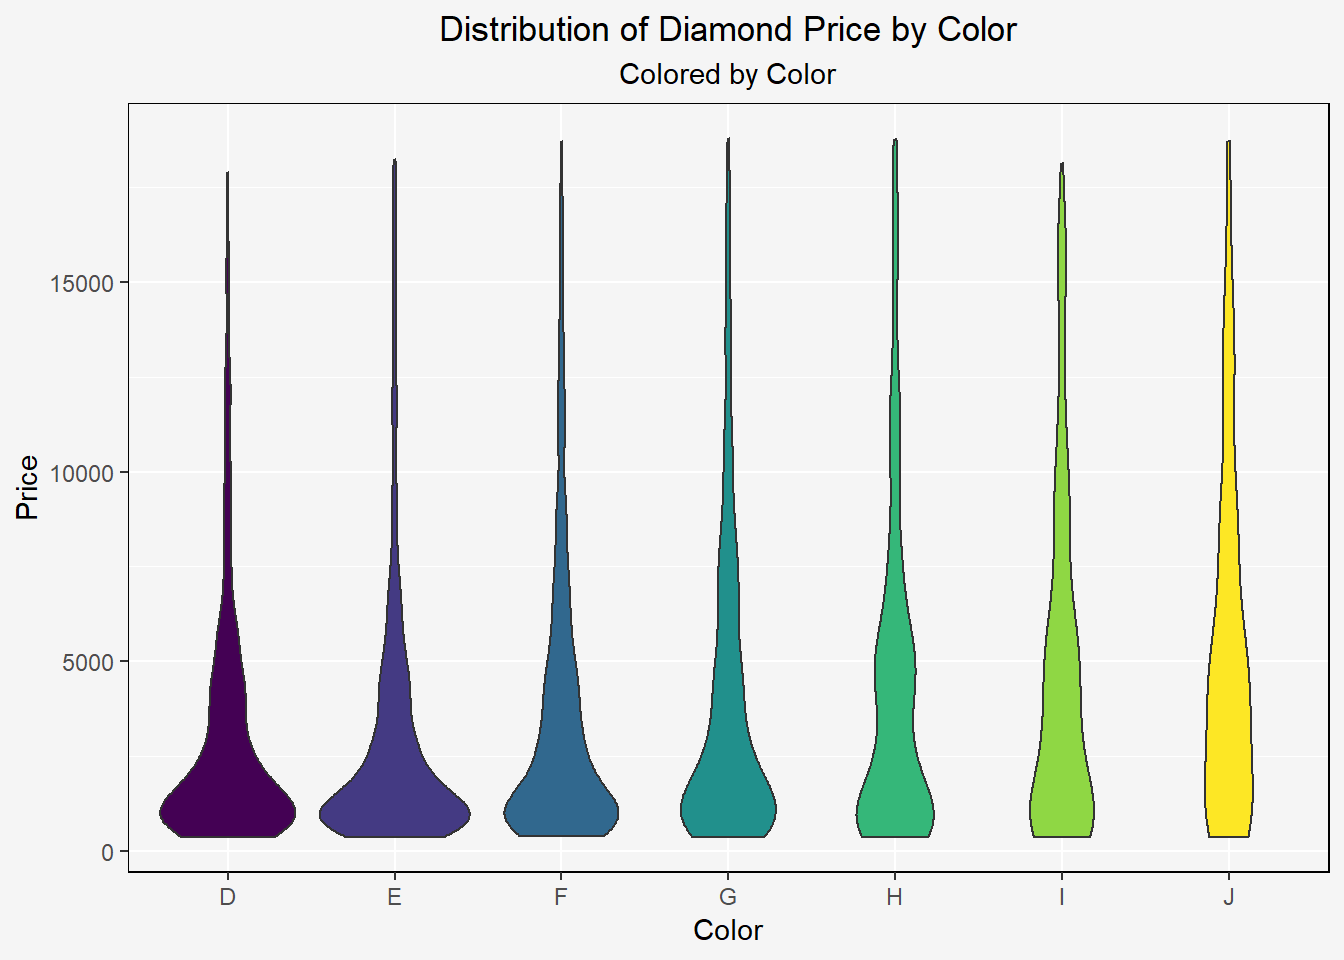 Distribution of Diamond Price by Color
Colored by Color
Price
15000
10000
5000
0
D E F G H I J
Color